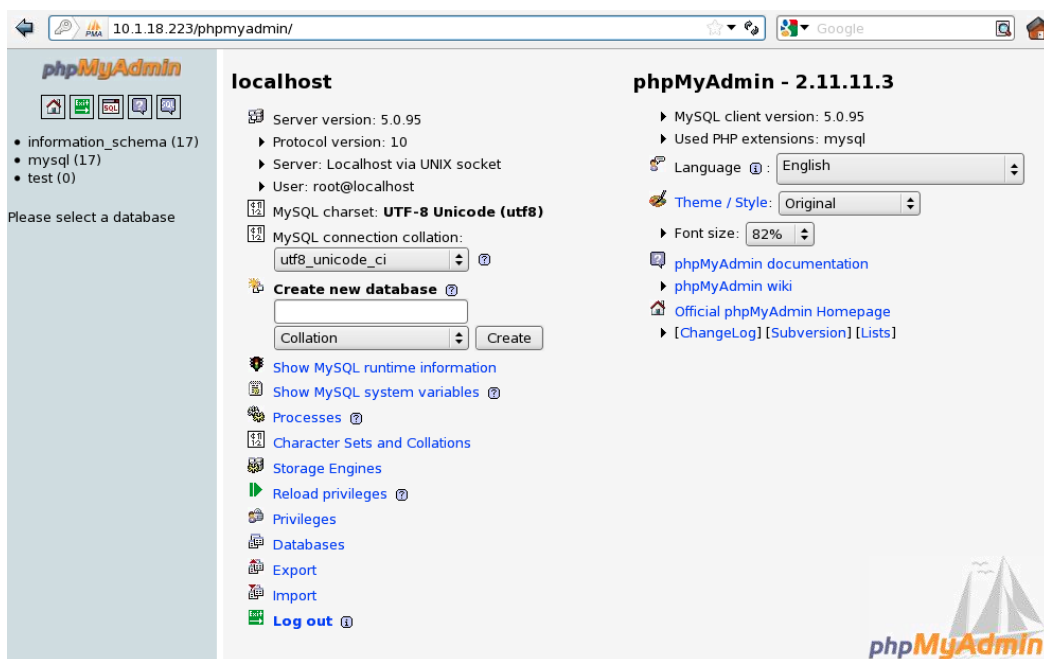 PMA 10.1.18.223/phpmyadmin/
Google
phpMyAdmin
Exit SQL ? SQL
information_schema (17)
mysql (17)
test (0)
Please select a database
localhost
Server version: 5.0.95
Protocol version: 10
Server: Localhost via UNIX socket
User: root@localhost
MySQL charset: UTF-8 Unicode (utf8)
MySQL connection collation:
utf8_unicode_ci
Create new database
Collation
Create
Show MySQL runtime information
Show MySQL system variables
Processes
Character Sets and Collations
Storage Engines
Reload privileges
Privileges
Databases
Export
Import
Log out
phpMyAdmin - 2.11.11.3
MySQL client version: 5.0.95
Used PHP extensions: mysql
Language : English
Theme / Style: Original
Font size: 82%
phpMyAdmin documentation
phpMyAdmin wiki
Official phpMyAdmin Homepage
[ChangeLog] [Subversion] [Lists]
phpMyAdmin